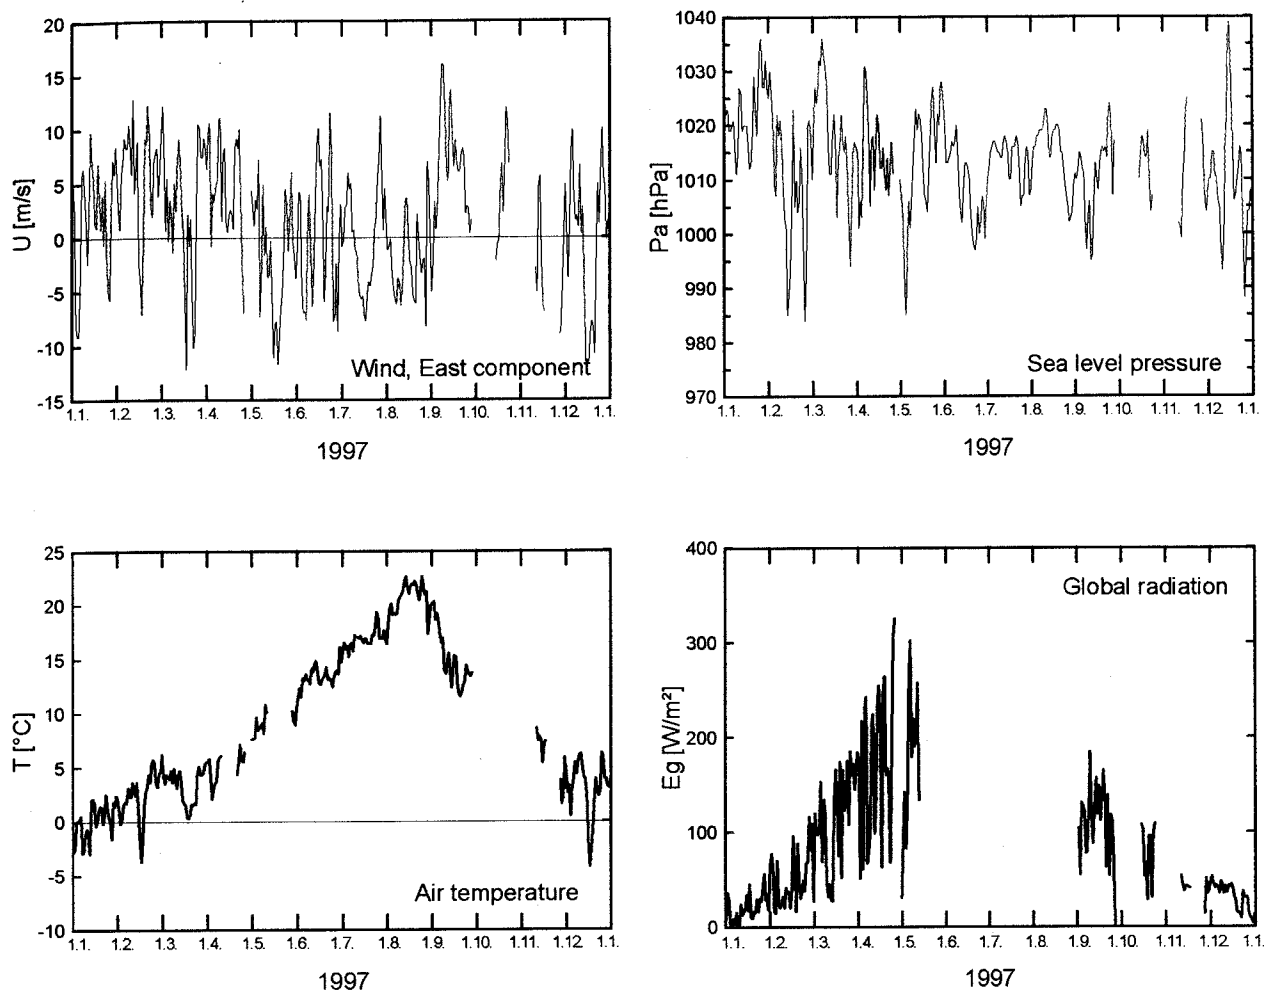 20
15
10
5
0
-5
-10
-15
U [m/s]
Wind, East component
1.1. 1.2. 1.3. 1.4. 1.5. 1.6. 1.7. 1.8. 1.9. 1.10. 1.11. 1.12. 1.1.
1997
1040
1030
1020
1010
1000
990
980
970
Pa [hPa]
Sea level pressure
1.1. 1.2. 1.3. 1.4. 1.5. 1.6. 1.7. 1.8. 1.9. 1.10. 1.11. 1.12. 1.1.
1997
25
20
15
10
5
0
-5
-10
T [°C]
Air temperature
1.1. 1.2. 1.3. 1.4. 1.5. 1.6. 1.7. 1.8. 1.9. 1.10. 1.11. 1.12. 1.1.
1997
400
300
200
100
0
Eg [W/m²]
Global radiation
1.1. 1.2. 1.3. 1.4. 1.5. 1.6. 1.7. 1.8. 1.9. 1.10. 1.11. 1.12. 1.1.
1997